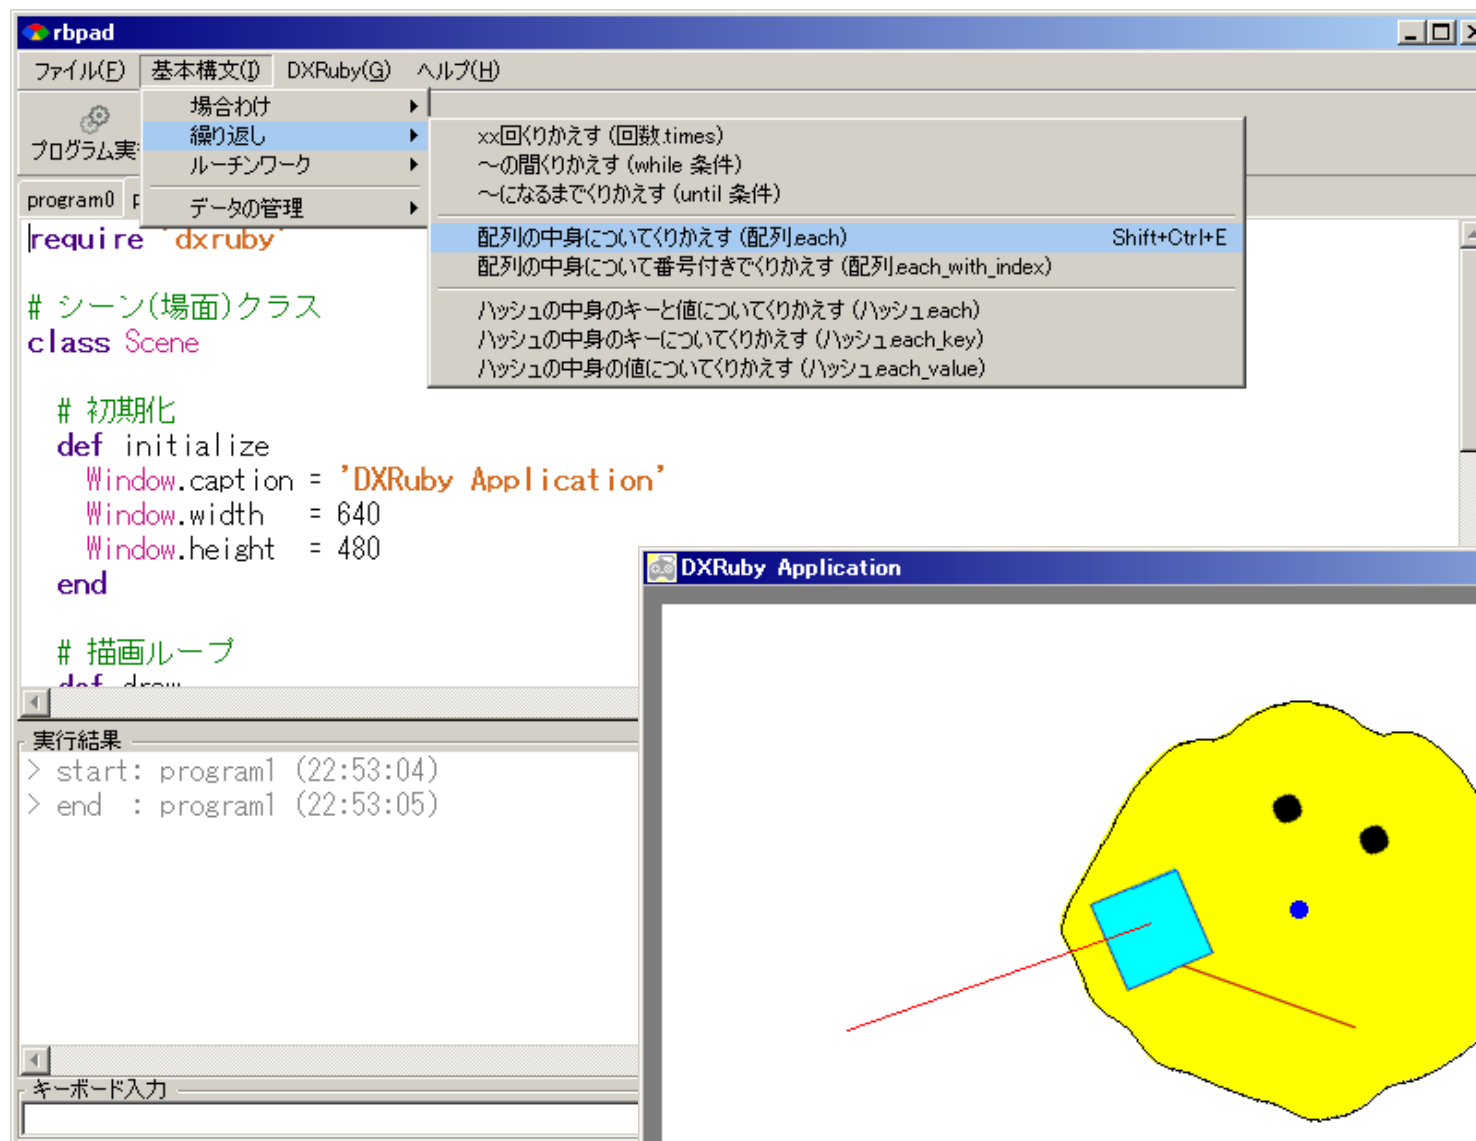 rbpad
ファイル(F) 基本構文(I) DXRuby(G) ヘルプ(H)
場合わけ
繰り返し
ルーチンワーク
データの管理
xx回くりかえす (回数.times)
～の間くりかえす (while 条件)
～になるまでくりかえす (until 条件)
配列の中身についてくりかえす (配列.each) Shift+Ctrl+E
配列の中身について番号付きでくりかえす (配列.each_with_index)
ハッシュの中身のキーと値についてくりかえす (ハッシュ.each)
ハッシュの中身のキーについてくりかえす (ハッシュ.each_key)
ハッシュの中身の値についてくりかえす (ハッシュ.each_value)
プログラム実
program0 p
require 'dxruby'
# シーン(場面)クラス
class Scene
# 初期化
def initialize
Window.caption = 'DXRuby Application'
Window.width = 640
Window.height = 480
end
# 描画ループ
def draw
実行結果
> start: program1 (22:53:04)
> end : program1 (22:53:05)
キーボード入力
DXRuby Application